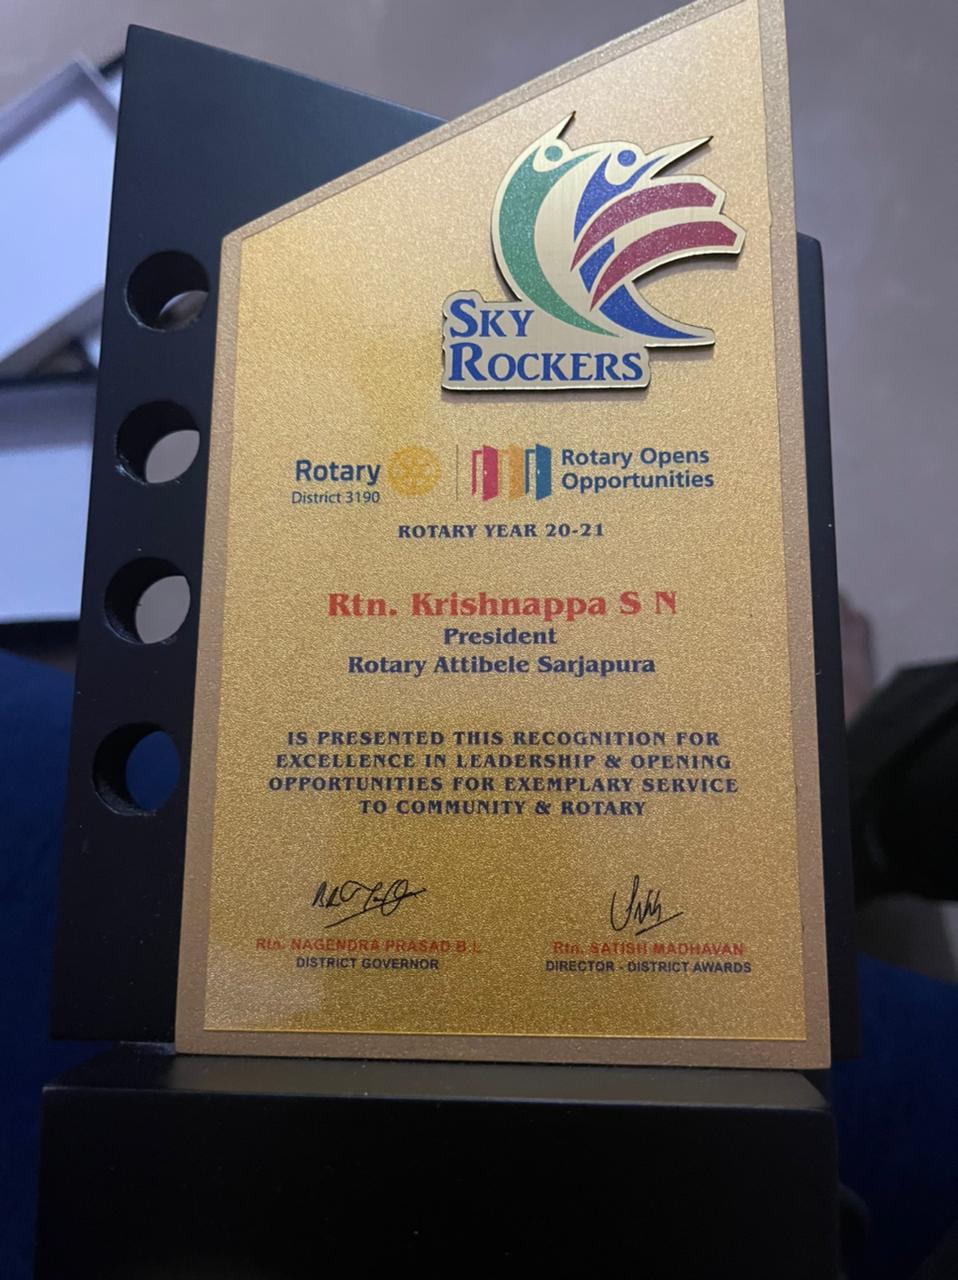 SKY
ROCKERS
Rotary
District 3190
Rotary Opens
Opportunities
ROTARY YEAR 20-21
Rtn. Krishnappa S N
President
Rotary Attibele Sarjapura
IS PRESENTED THIS RECOGNITION FOR
EXCELLENCE IN LEADERSHIP & OPENING
OPPORTUNITIES FOR EXEMPLARY SERVICE
TO COMMUNITY & ROTARY
Rtn. NAGENDRA PRASAD B.L
DISTRICT GOVERNOR
Rtn. SATISH MADHAVAN
DIRECTOR - DISTRICT AWARDS